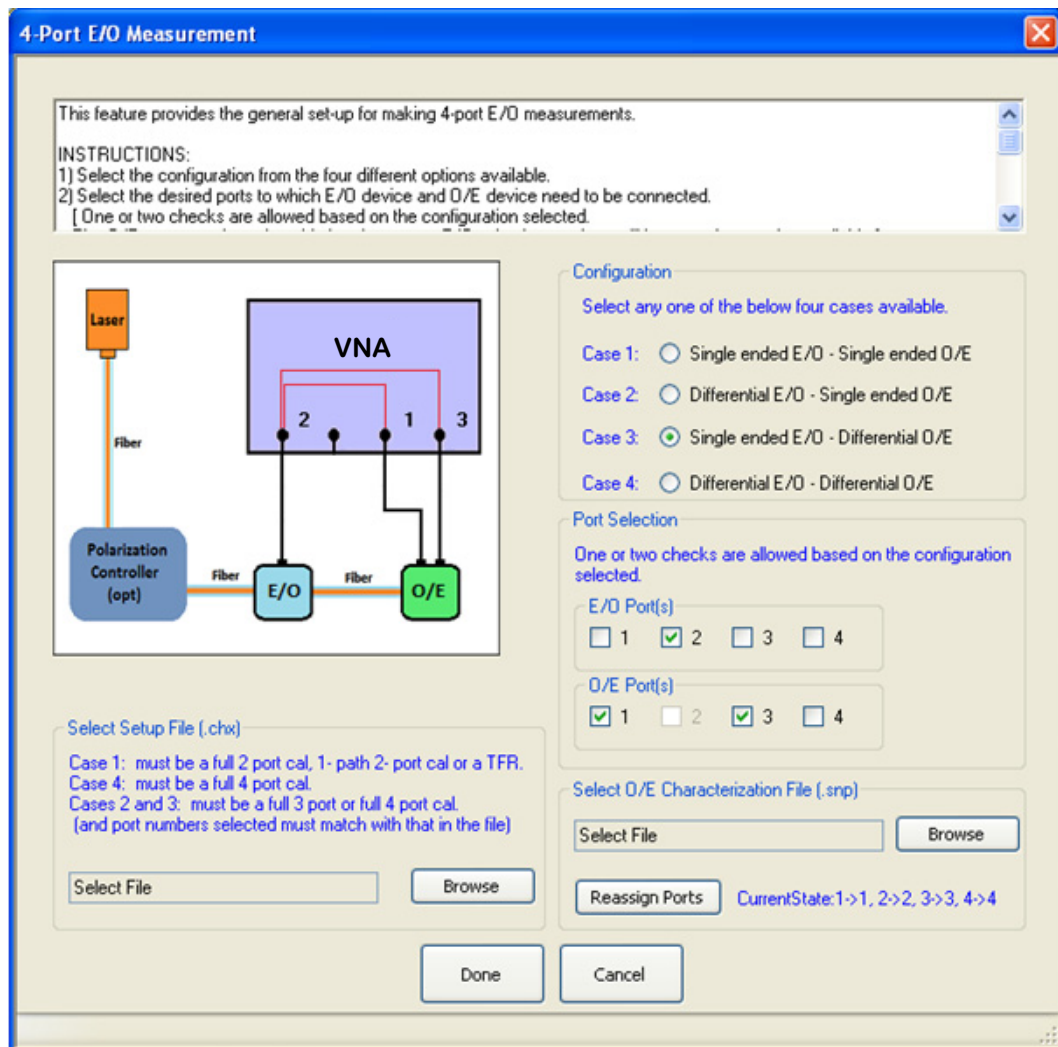 4-Port E/O Measurement
This feature provides the general set-up for making 4-port E/O measurements.
INSTRUCTIONS:
1) Select the configuration from the four different options available.
2) Select the desired ports to which E/O device and O/E device need to be connected.
[ One or two checks are allowed based on the configuration selected.
Laser
Fiber
VNA
2 1 3
Polarization
Controller
(opt)
Fiber
E/O
Fiber
O/E
Configuration
Select any one of the below four cases available.
Case 1: Single ended E/O - Single ended O/E
Case 2: Differential E/O - Single ended O/E
Case 3: Single ended E/O - Differential O/E
Case 4: Differential E/O - Differential O/E
Port Selection
One or two checks are allowed based on the configuration
selected.
E/O Port(s)
1 2 3 4
O/E Port(s)
1 2 3 4
Select Setup File (.chx)
Case 1: must be a full 2 port cal, 1- path 2- port cal or a TFR.
Case 4: must be a full 4 port cal.
Cases 2 and 3: must be a full 3 port or full 4 port cal.
(and port numbers selected must match with that in the file)
Select File
Browse
Select O/E Characterization File (.snp)
Select File
Browse
Reassign Ports
CurrentState:1->1, 2->2, 3->3, 4->4
Done
Cancel